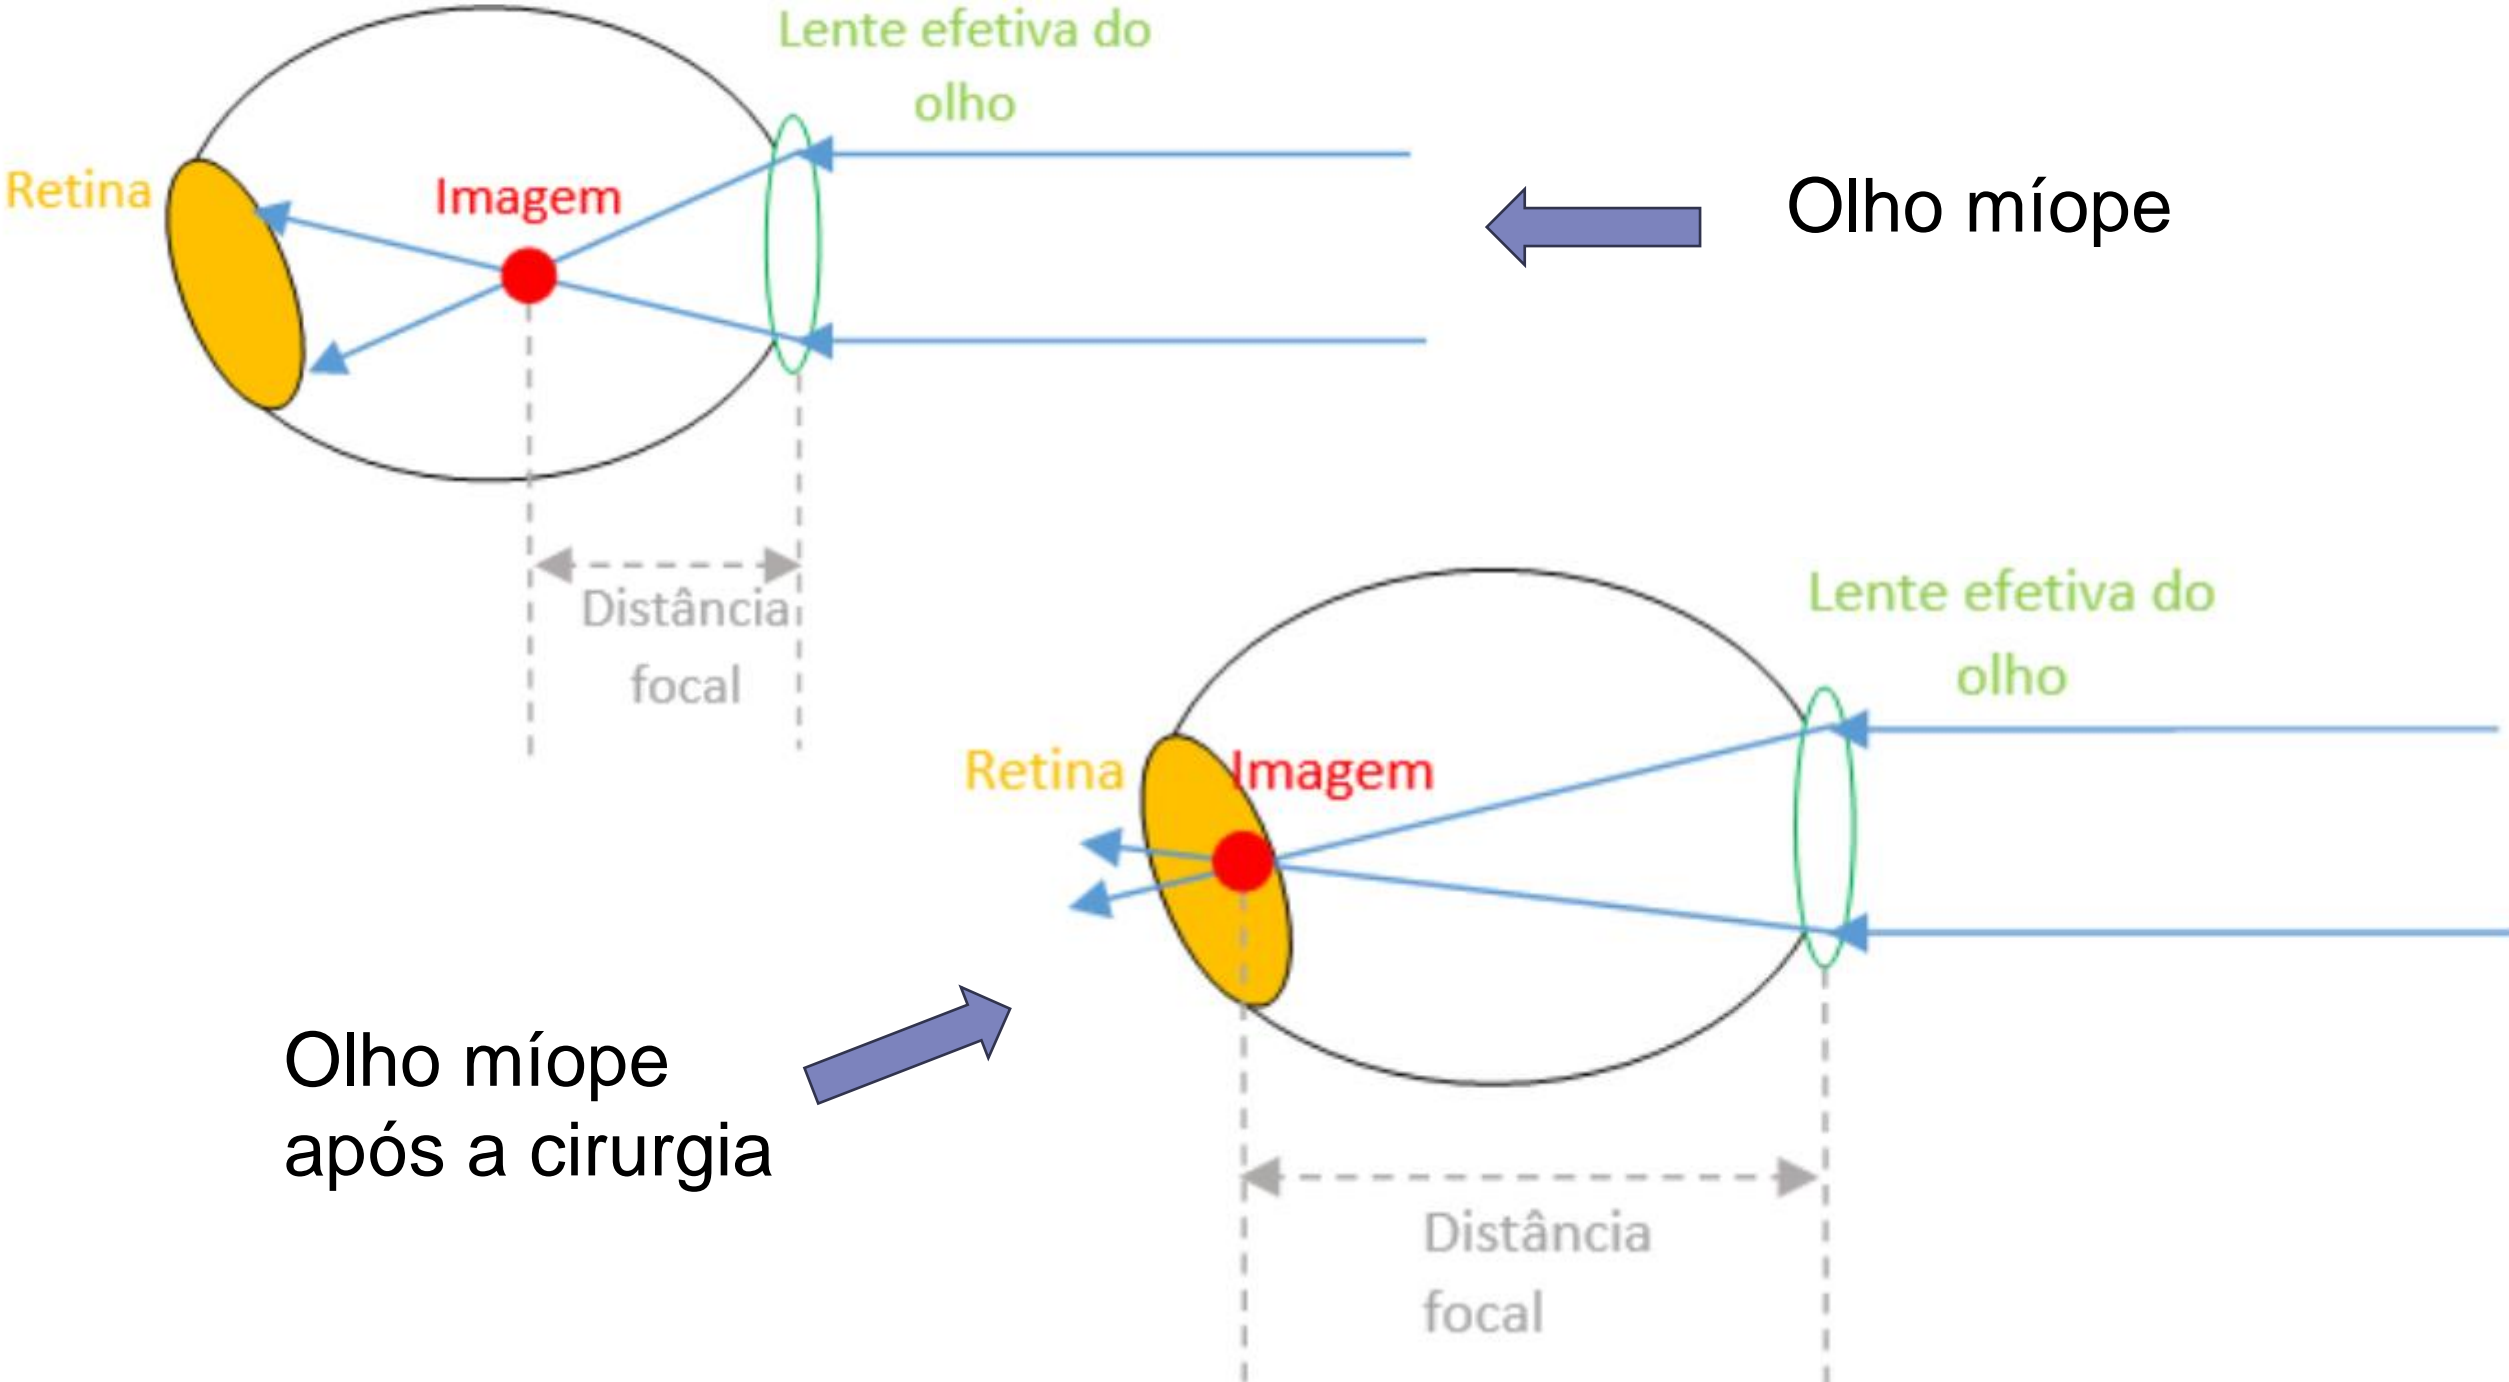 Lente efetiva do
olho
Retina
Imagem
Olho míope
Distância
focal
Lente efetiva do
olho
Retina
Imagem
Olho míope
após a cirurgia
Distância
focal